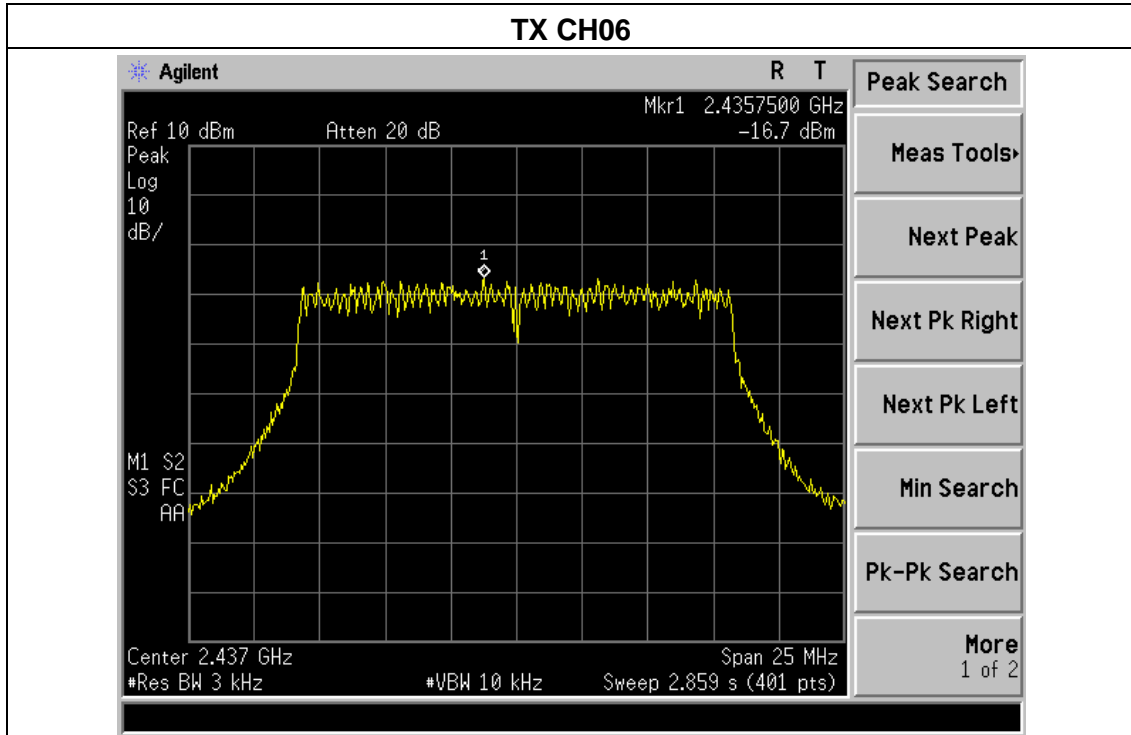 TX CH06
Agilent R T
Peak Search
Mkr1 2.4357500 GHz
Ref 10 dBm Atten 20 dB -16.7 dBm
Peak
Log
10
dB/
1
M1 S2
S3 FC
AA
Center 2.437 GHz Span 25 MHz
#Res BW 3 kHz #VBW 10 kHz Sweep 2.859 s (401 pts)
Meas Tools
Next Peak
Next Pk Right
Next Pk Left
Min Search
Pk-Pk Search
More
1 of 2